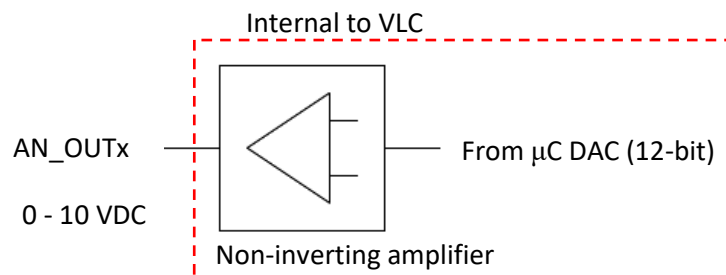 Internal to VLC
AN_OUTx
From μC DAC (12-bit)
0 - 10 VDC
Non-inverting amplifier